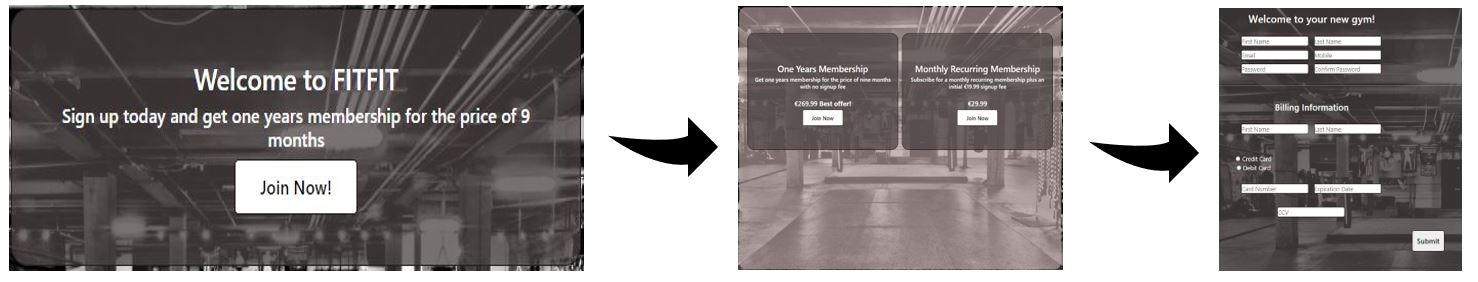 Welcome to FITFIT
Sign up today and get one years membership for the price of 9
months
Join Now!
One Years Membership
Get one years membership for the price of nine months
with no signup fee
€269.99 Best offer!
Join Now
Monthly Recurring Membership
Subscribe for a monthly recurring membership plus an
initial €19.99 signup fee
€29.99
Join Now
Welcome to your new gym!
First Name Last Name
Email Mobile
Password Confirm Password
Billing Information
First Name Last Name
Credit Card
Debit Card
Card Number Expiration Date
CCV
Submit